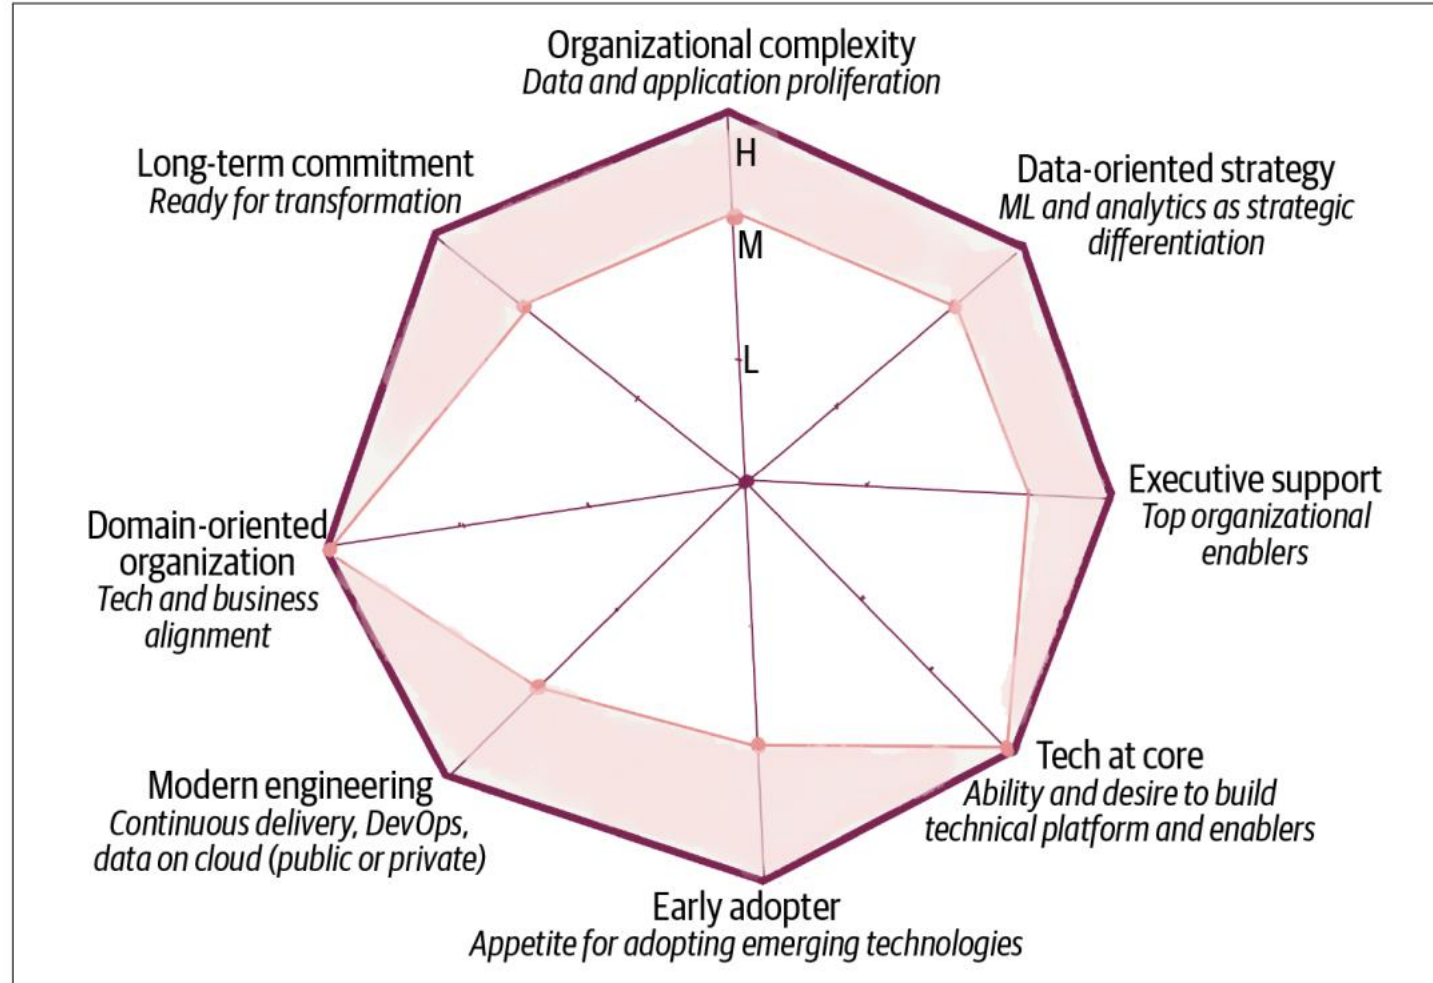 Organizational complexity
Data and application proliferation
H
M
L
Data-oriented strategy
ML and analytics as strategic
differentiation
Executive support
Top organizational
enablers
Tech at core
Ability and desire to build
technical platform and enablers
Early adopter
Appetite for adopting emerging technologies
Modern engineering
Continuous delivery, DevOps,
data on cloud (public or private)
Domain-oriented
organization
Tech and business
alignment
Long-term commitment
Ready for transformation